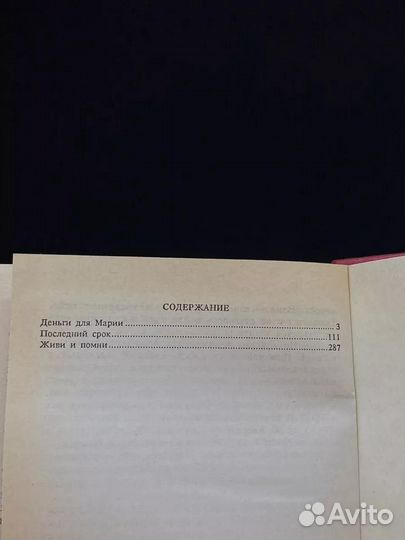 СОДЕРЖАНИЕ
Деньги для Марии 3
Последний срок 111
Живи и помни 287
Avito